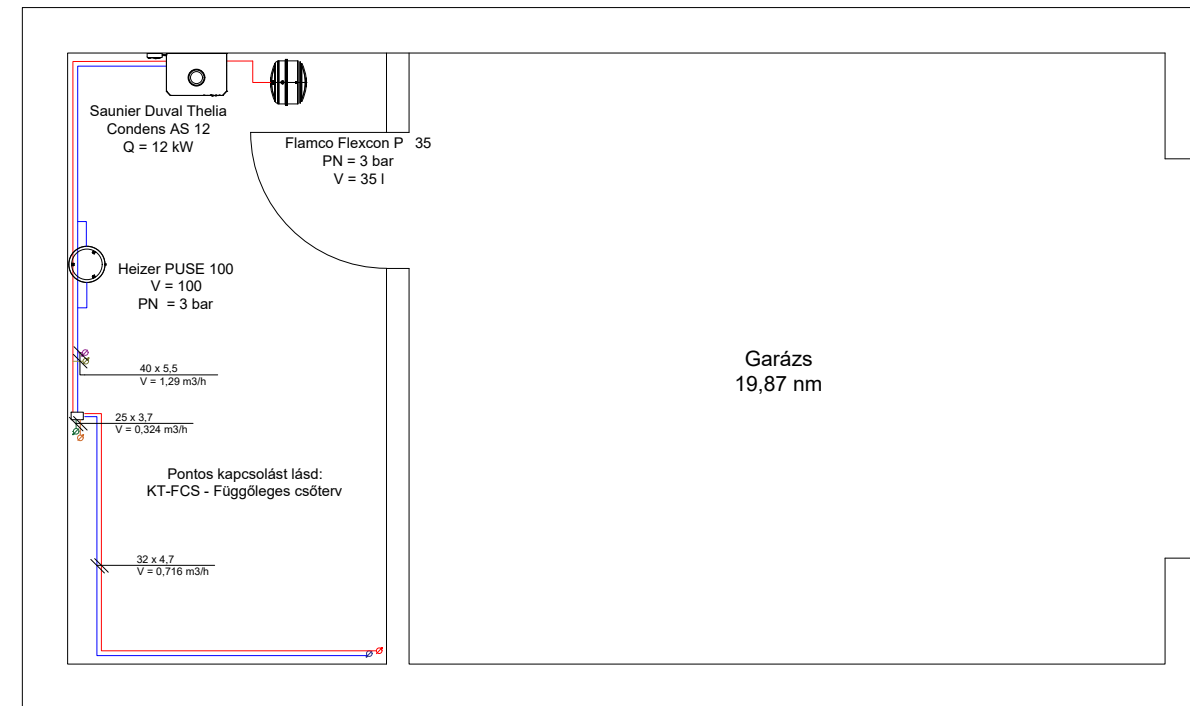 Saunier Duval Thelia
Condens AS 12
Q = 12 kW
Flamco Flexcon P 35
PN = 3 bar
V = 35 l
Heizer PUSE 100
V = 100
PN = 3 bar
40 x 5,5
V = 1,29 m3/h
Garázs
19,87 nm
25 x 3,7
V = 0,324 m3/h
Pontos kapcsolást lásd:
KT-FCS - Függőleges csőterv
32 x 4,7
V = 0,716 m3/h